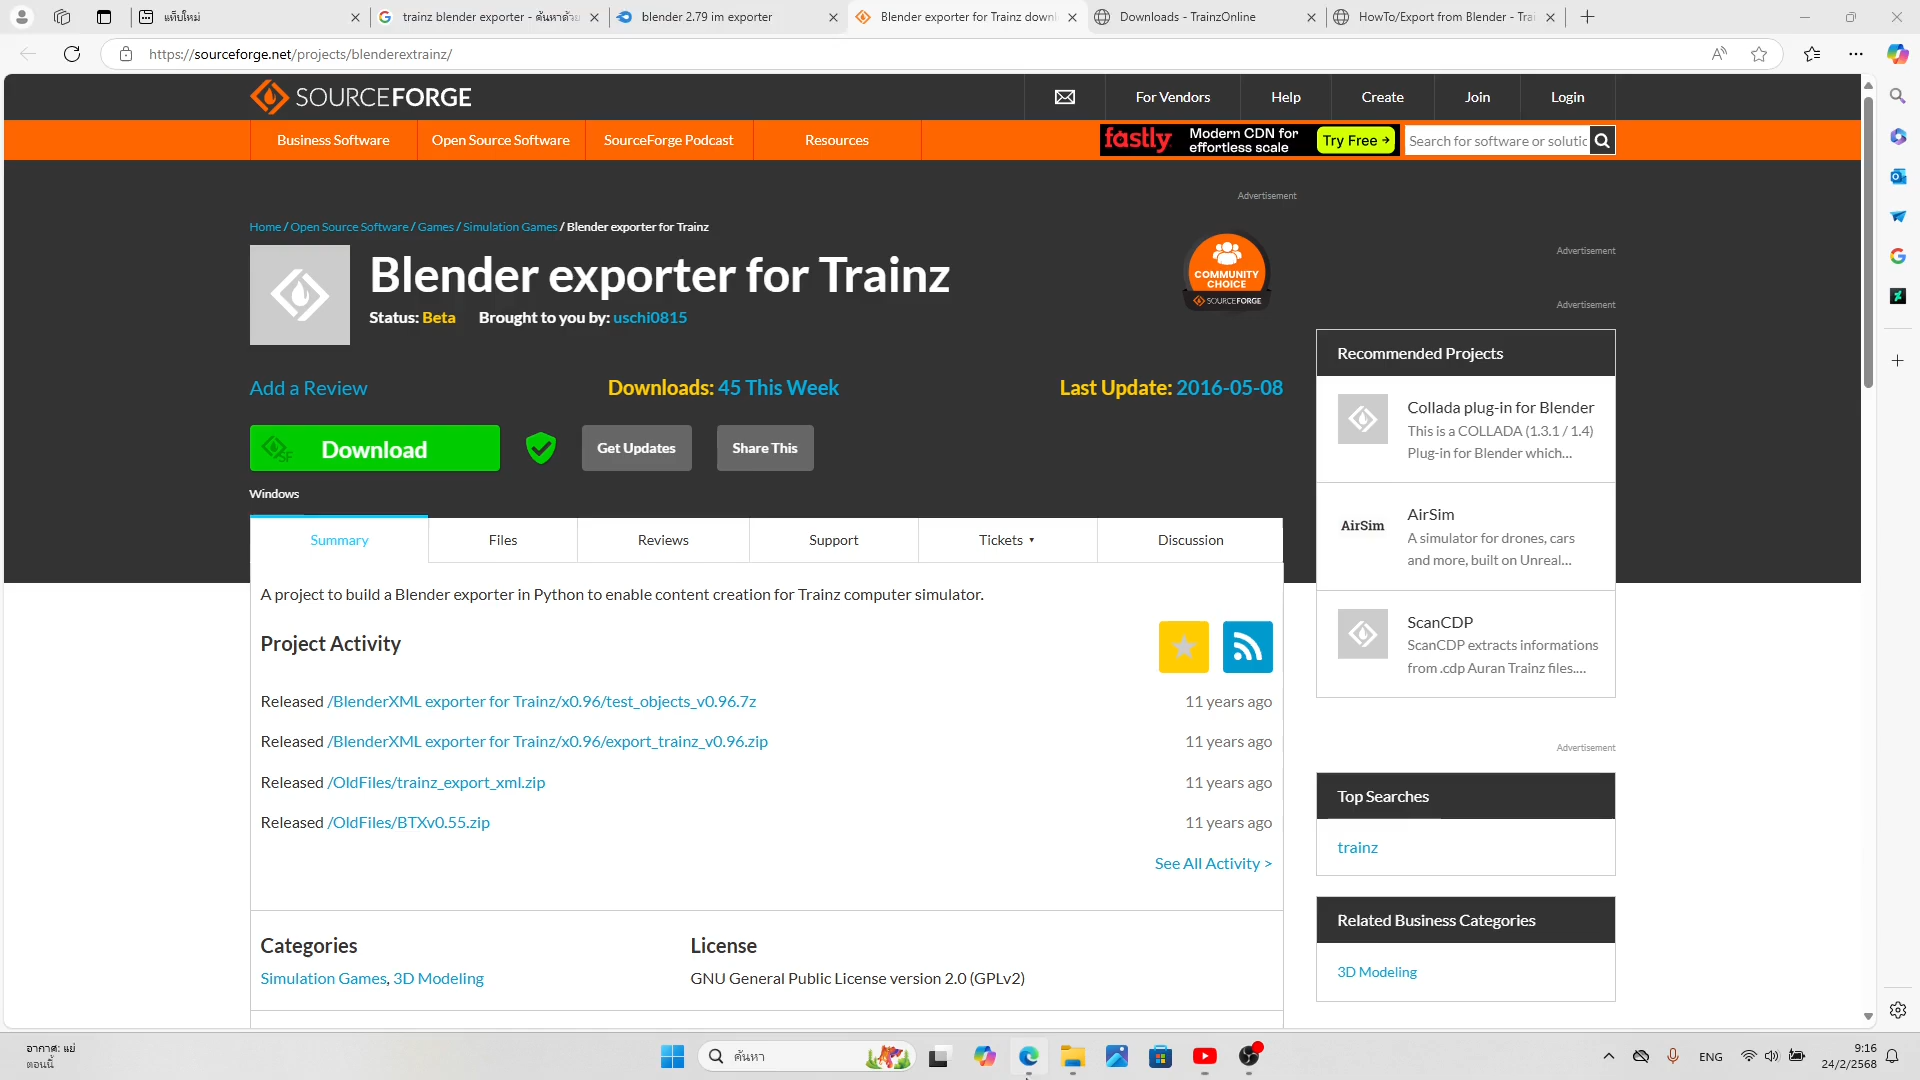 แท็บใหม่
trainz blender exporter - ค้นหาด้วย
blender 2.79 im exporter
Blender exporter for Trainz downl
Downloads - TrainzOnline
HowTo/Export from Blender - Trai
https://sourceforge.net/projects/blenderextrainz/
SOURCEFORGE
For Vendors
Help
Create
Join
Login
Business Software
Open Source Software
SourceForge Podcast
Resources
fastly
Modern CDN for
effortless scale
Try Free →
Search for software or solutic
Advertisement
Home / Open Source Software / Games / Simulation Games / Blender exporter for Trainz
Blender exporter for Trainz
Status: Beta
Brought to you by: uschi0815
COMMUNITY
CHOICE
SOURCEFORGE
Advertisement
Advertisement
Add a Review
Downloads: 45 This Week
Last Update: 2016-05-08
SF
Download
Get Updates
Share This
Windows
Summary
Files
Reviews
Support
Tickets
Discussion
A project to build a Blender exporter in Python to enable content creation for Trainz computer simulator.
Project Activity
Released /BlenderXML exporter for Trainz/x0.96/test_objects_v0.96.7z
11 years ago
Released /BlenderXML exporter for Trainz/x0.96/export_trainz_v0.96.zip
11 years ago
Released /OldFiles/trainz_export_xml.zip
11 years ago
Released /OldFiles/BTXv0.55.zip
11 years ago
See All Activity >
Categories
Simulation Games, 3D Modeling
License
GNU General Public License version 2.0 (GPLv2)
Recommended Projects
Collada plug-in for Blender
This is a COLLADA (1.3.1 / 1.4)
Plug-in for Blender which...
AirSim
AirSim
A simulator for drones, cars
and more, built on Unreal...
ScanCDP
ScanCDP extracts informations
from .cdp Auran Trainz files....
Advertisement
Top Searches
trainz
Related Business Categories
3D Modeling
อากาศ: แย่
ตอนนี้
ค้นหา
ENG
9:16
24/2/2568